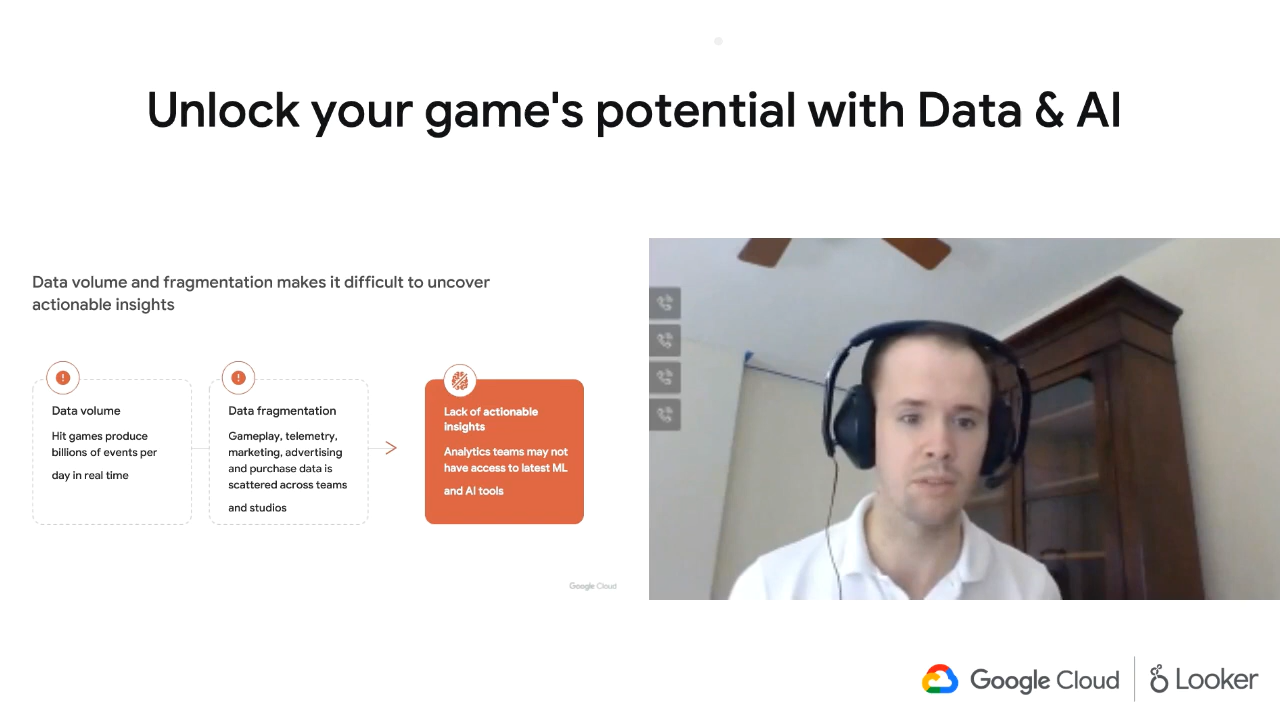 Unlock your game's potential with Data & AI
Data volume and fragmentation makes it difficult to uncover
actionable insights
Data volume
Hit games produce
billions of events per
day in real time
Data fragmentation
Gameplay, telemetry,
marketing, advertising
and purchase data is
scattered across teams
and studios
Lack of actionable
insights
Analytics teams may not
have access to latest ML
and AI tools
Google Cloud
Google Cloud
Looker